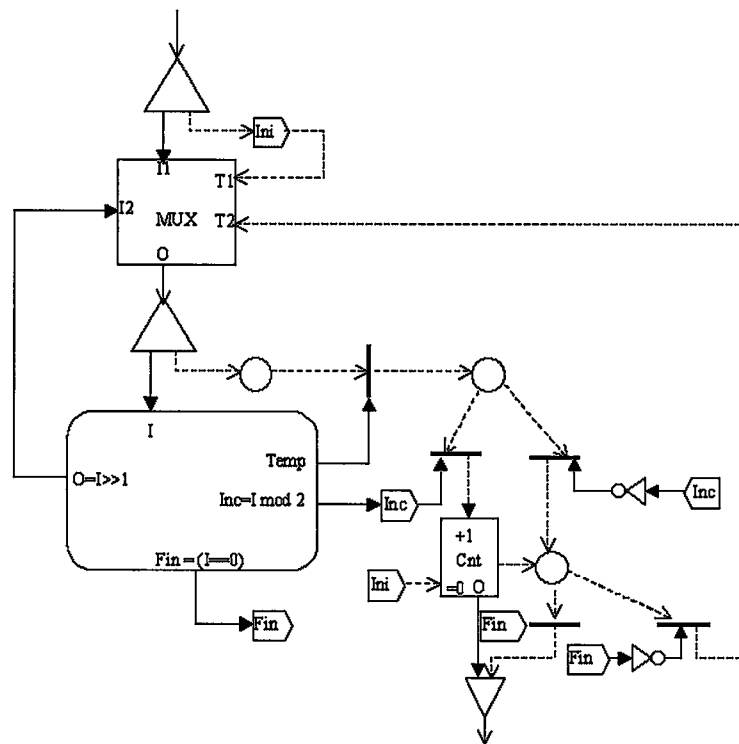 Ini
I1
T1
I2
MUX
T2
O
I
Temp
O=I>>1
Inc=I mod 2
Inc
Inc
+1
Cnt
Fin=(I==0)
Ini
=0 O
Fin
Fin
Fin